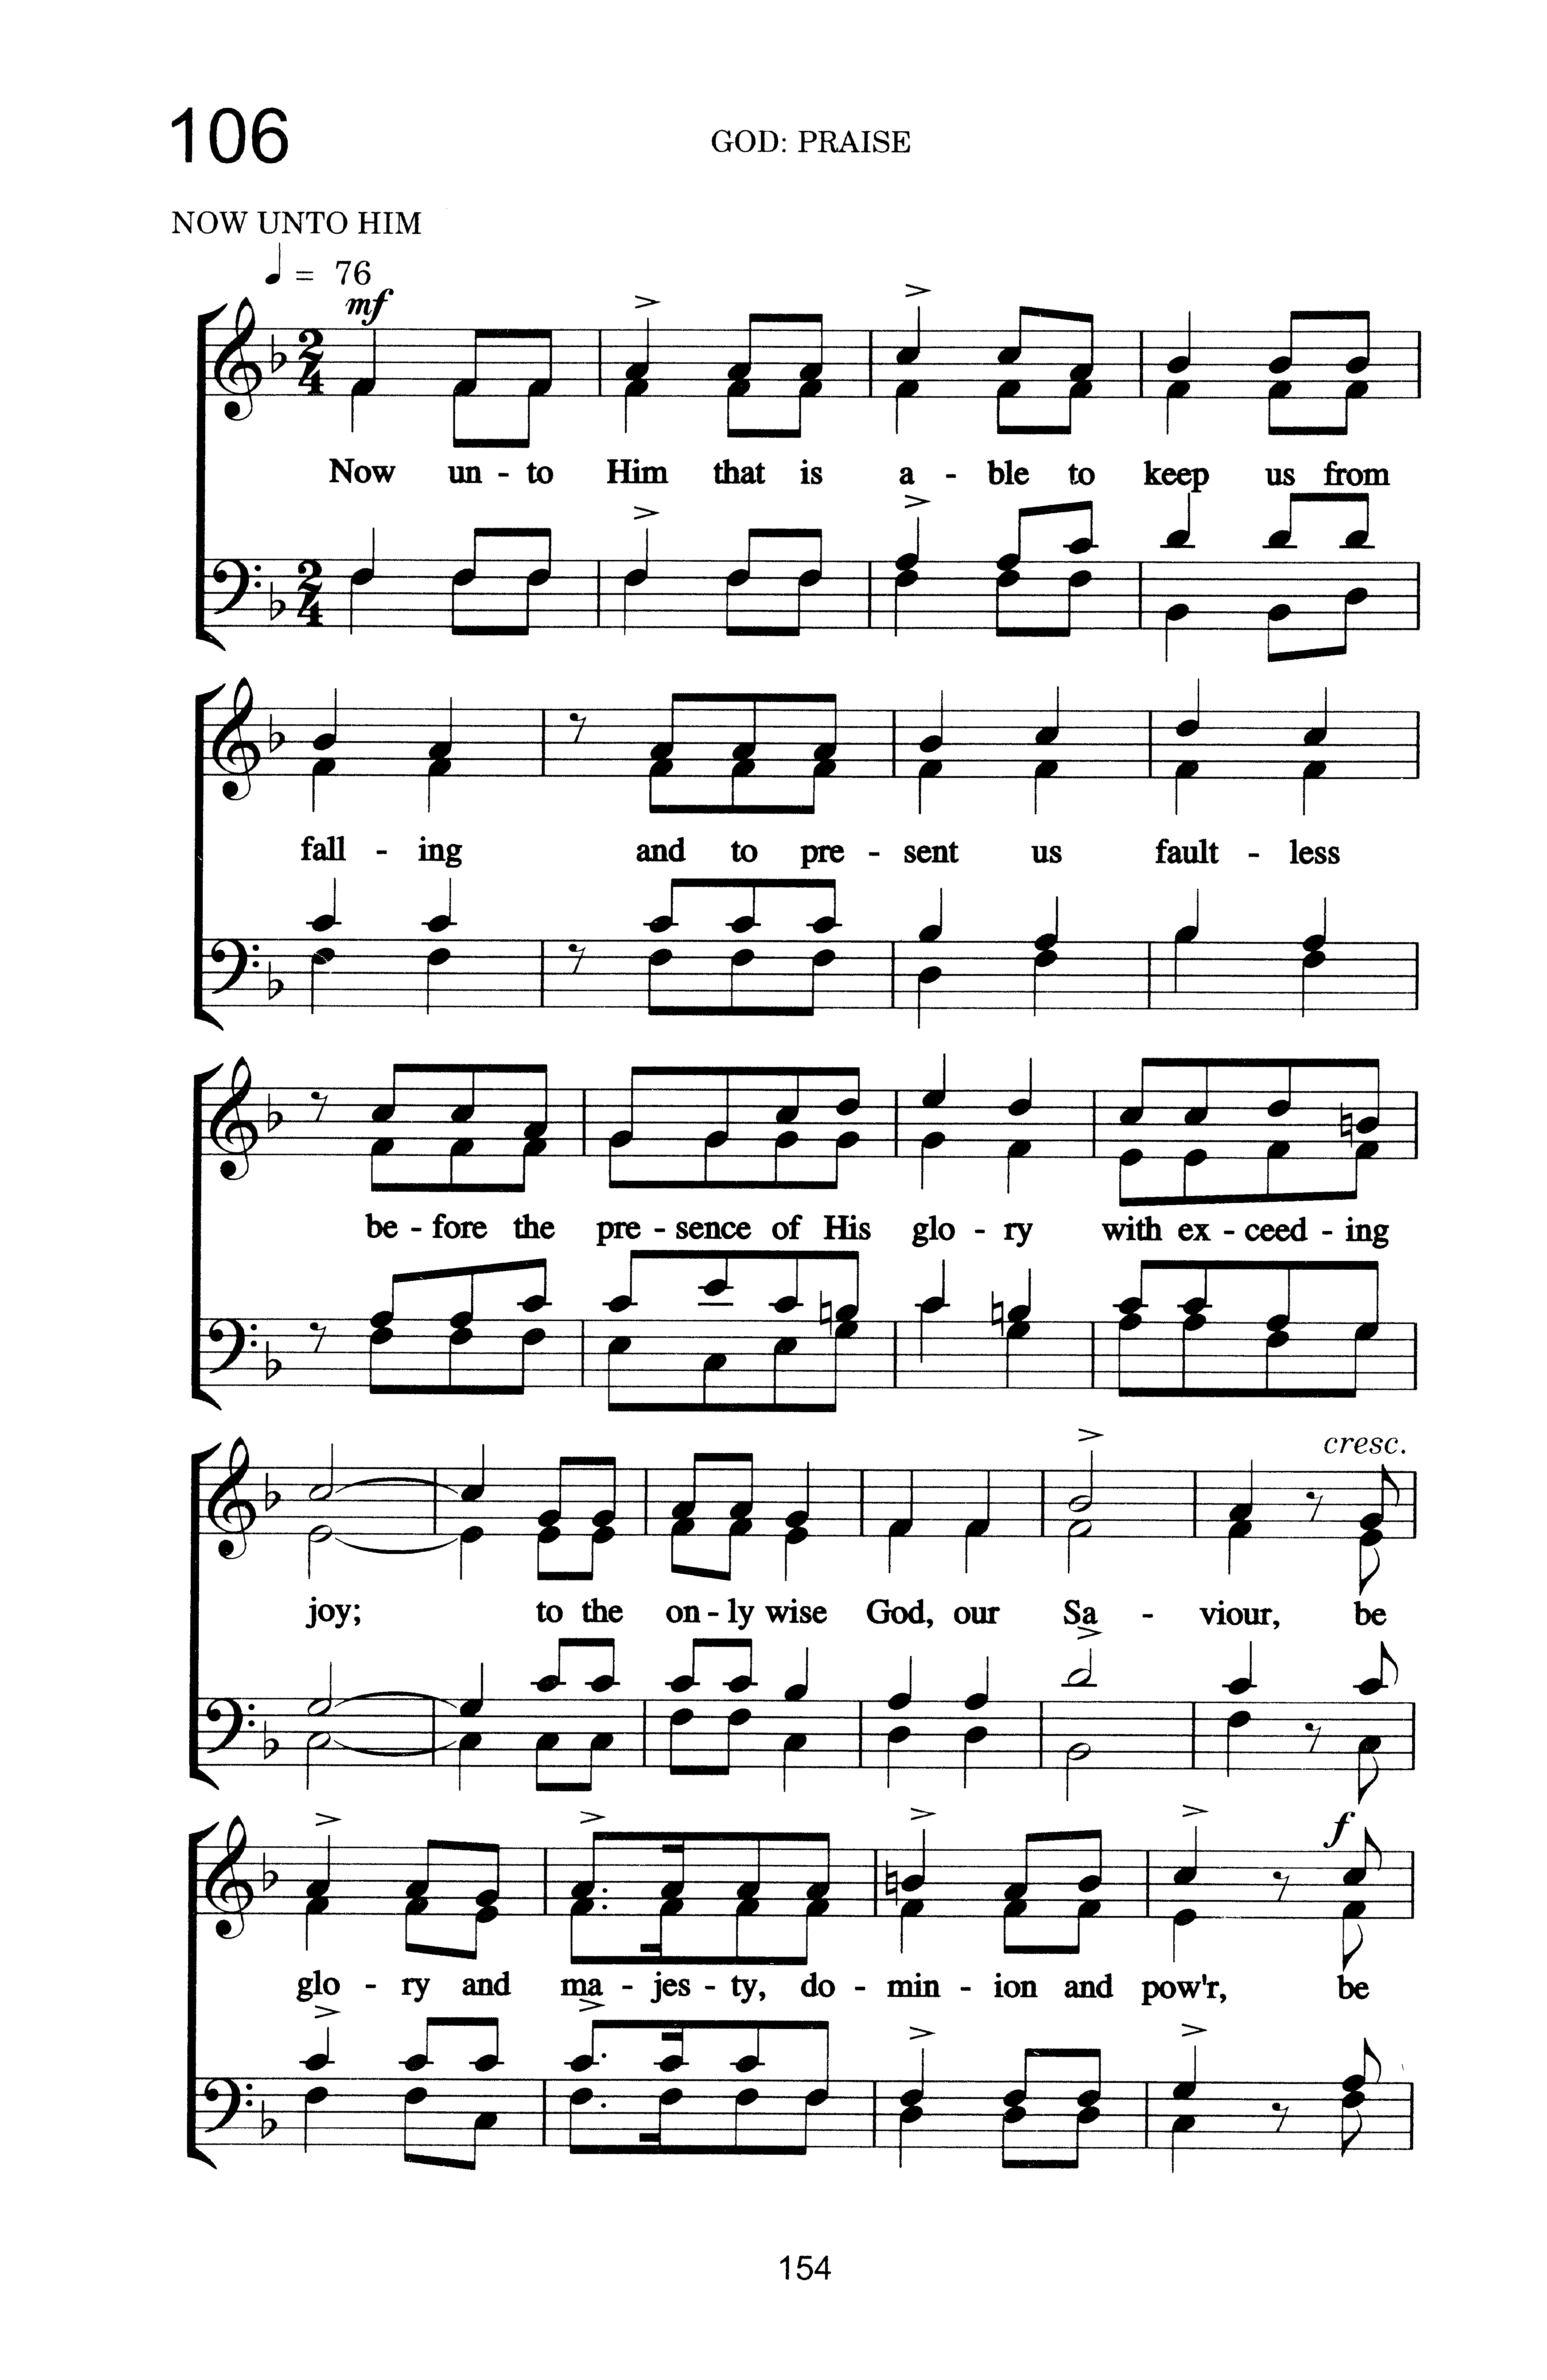 106
GOD: PRAISE
NOW UNTO HIM
♩ = 76
mf
Now un - to Him that is a - ble to keep us from
fall - ing and to pre - sent us fault - less
be - fore the pre - sence of His glo - ry with ex - ceed - ing
cresc.
joy; to the on - ly wise God, our Sa - viour, be
f
glo - ry and ma - jes - ty, do - min - ion and pow'r, be
154